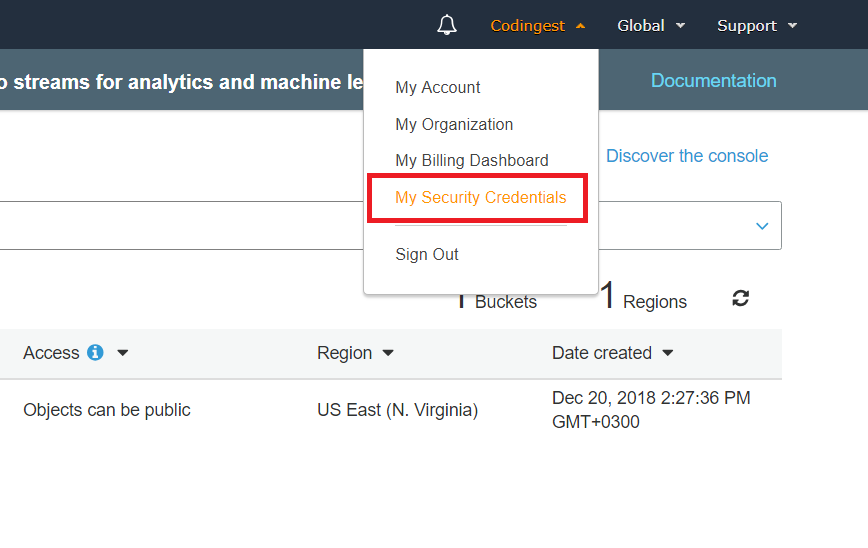 Codingest Global Support
o streams for analytics and machine le
Documentation
My Account
My Organization
My Billing Dashboard
Discover the console
My Security Credentials
Sign Out
1 Buckets 1 Regions
Access Region Date created
Objects can be public US East (N. Virginia) Dec 20, 2018 2:27:36 PM
GMT+0300